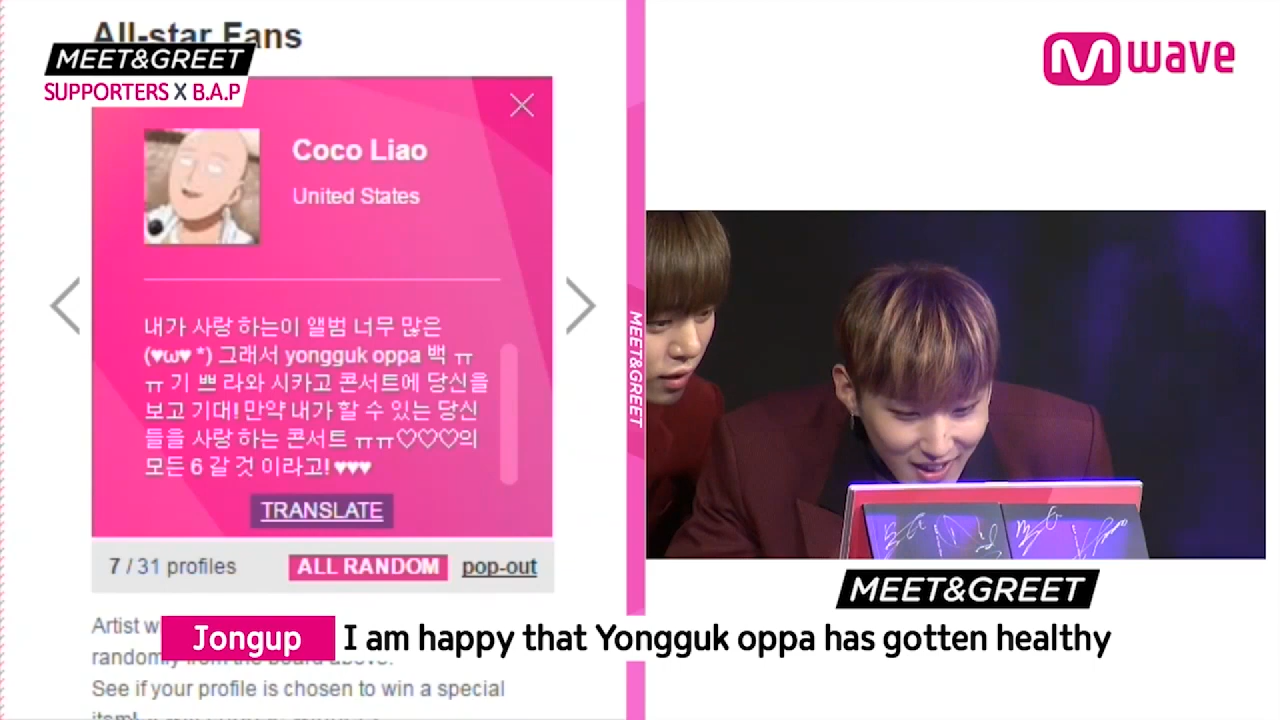 All-star Fans
MEET&GREET
SUPPORTERS X B.A.P
M wave
Coco Liao
United States
내가 사랑 하는이 앨범 너무 많은
(♥ω♥ *) 그래서 yongguk oppa 백 ㅠ
ㅠ 기 쁘 라와 시카고 콘서트에 당신을
보고 기대! 만약 내가 할 수 있는 당신
들을 사랑 하는 콘서트 ㅠㅠ♡♡♡의
모든 6 갈 것 이라고! ♥♥♥
TRANSLATE
7 / 31 profiles
ALL RANDOM
pop-out
MEET&GREET
MEET&GREET
Artist w
Jongup
I am happy that Yongguk oppa has gotten healthy
randomly from the board above.
See if your profile is chosen to win a special
item!